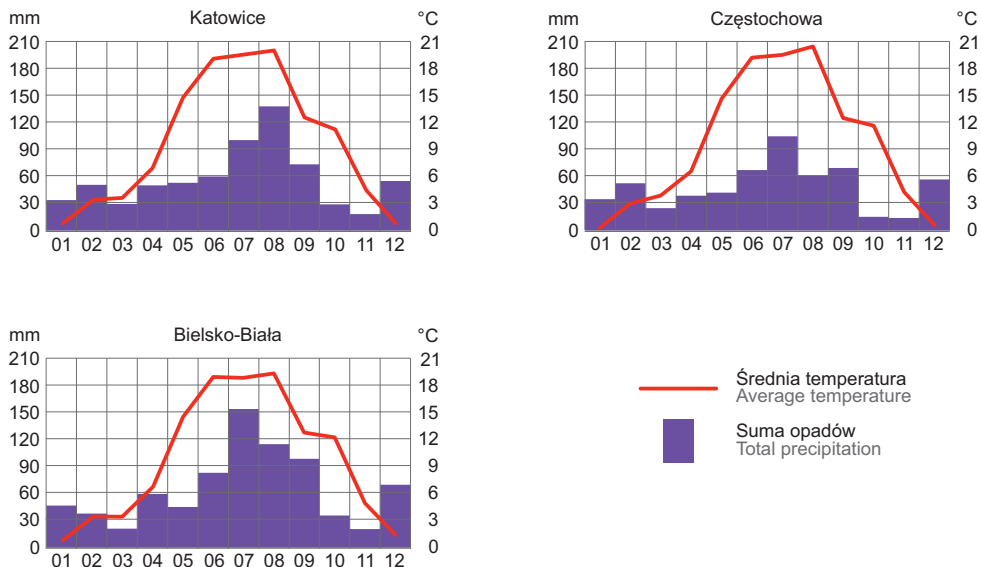 mm Katowice °C
210 21
180 18
150 15
120 12
90 9
60 6
30 3
0 0
01 02 03 04 05 06 07 08 09 10 11 12
mm Częstochowa °C
210 21
180 18
150 15
120 12
90 9
60 6
30 3
0 0
01 02 03 04 05 06 07 08 09 10 11 12
mm Bielsko-Biała °C
210 21
180 18
150 15
120 12
90 9
60 6
30 3
0 0
01 02 03 04 05 06 07 08 09 10 11 12
Średnia temperatura
Average temperature
Suma opadów
Total precipitation